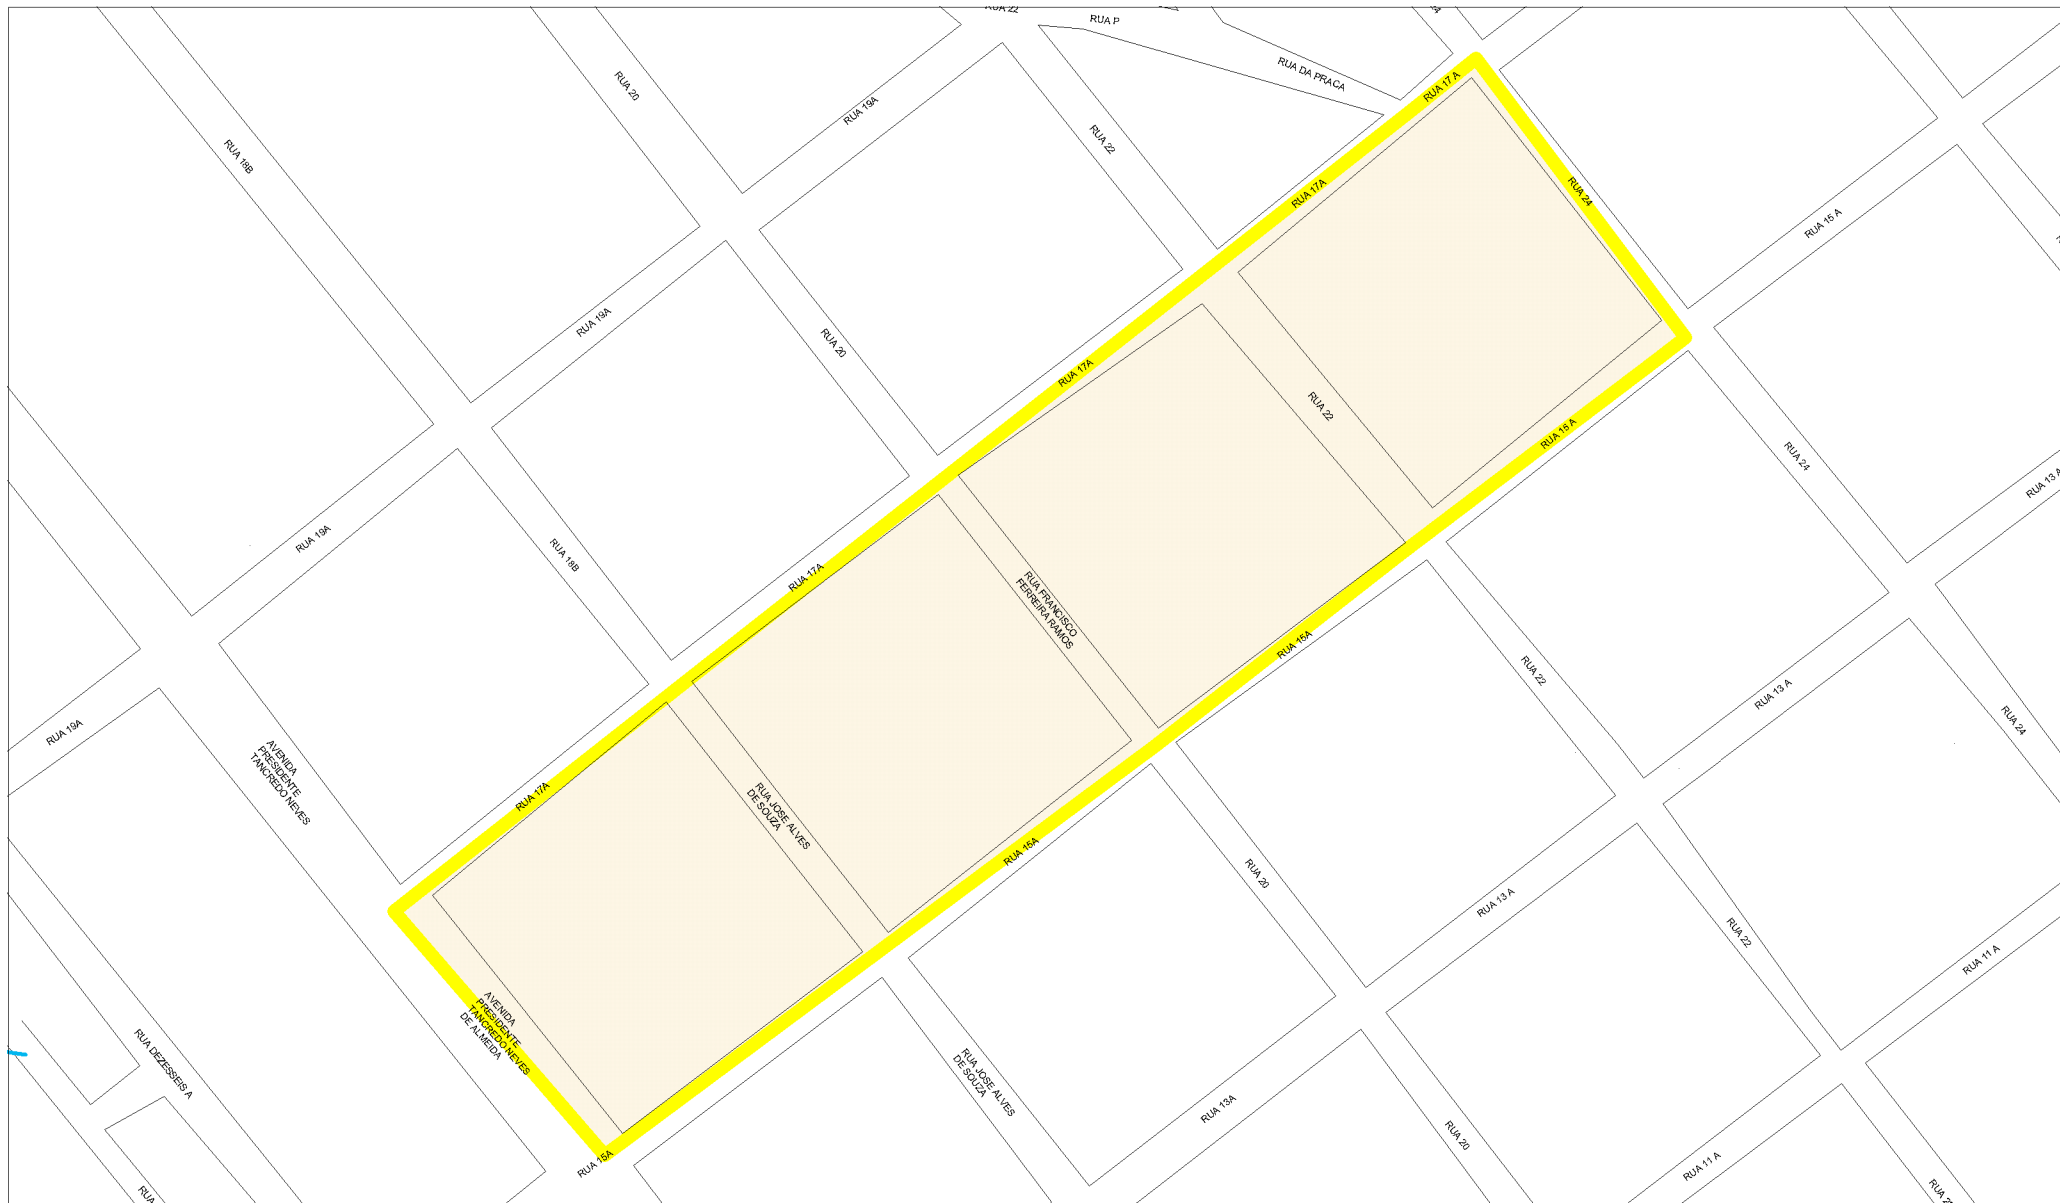 RUA 22
RUA P
RUA DA PRACA
RUA 20
RUA 19A
RUA 17 A
RUA 18B
RUA 22
RUA 17A
RUA 24
RUA 15 A
RUA 19A
RUA 20
RUA 17A
RUA 22
RUA 15 A
RUA 24
RUA 13 A
RUA 19A
RUA 18B
RUA 17A
RUA FRANCISCO
FERREIRA RAMOS
RUA 15A
RUA 22
RUA 13 A
RUA 24
RUA 19A
AVENIDA
PRESIDENTE
TANCREDO NEVES
RUA 17A
RUA JOSE ALVES
DE SOUZA
RUA 15A
RUA 20
RUA 13 A
RUA 22
RUA 11 A
AVENIDA
PRESIDENTE
TANCREDO NEVES
DE ALMEIDA
RUA DEZESSEIS A
RUA JOSE ALVES
DE SOUZA
RUA 13A
RUA 20
RUA 15A
RUA 11 A
RUA
RUA